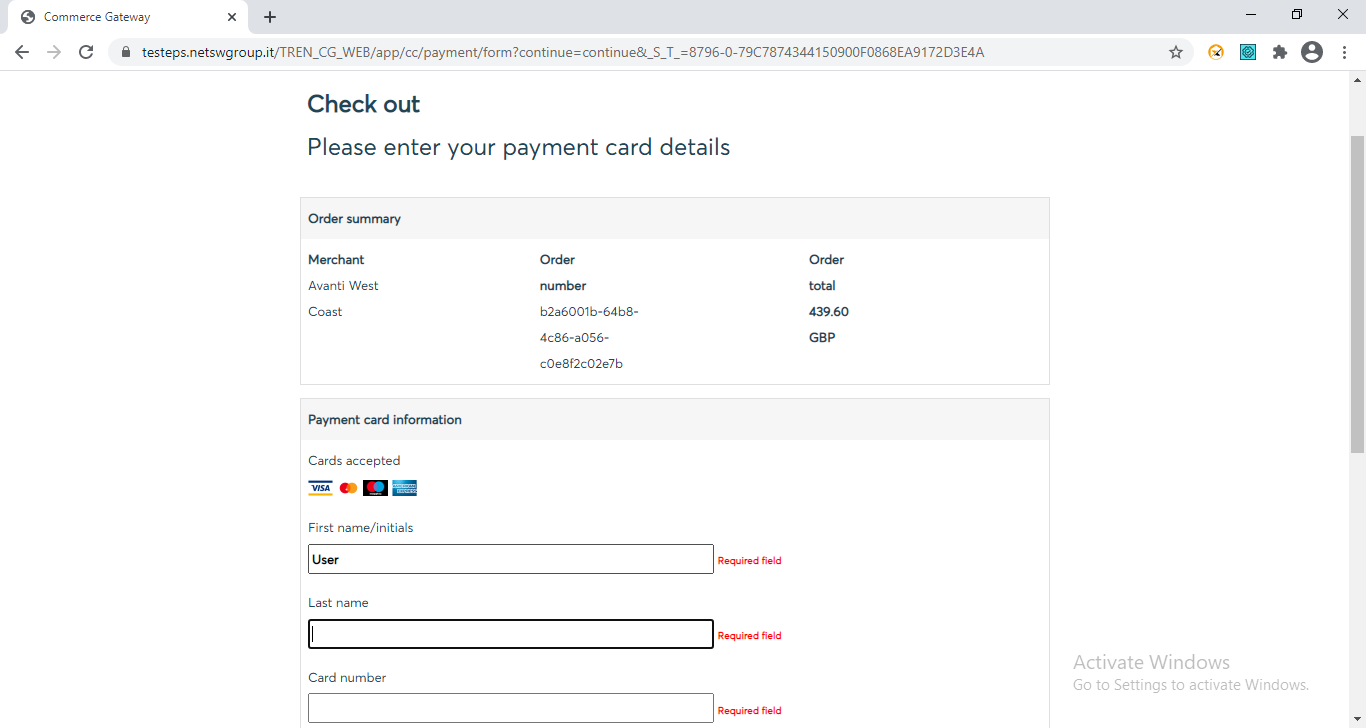 Commerce Gateway
testeps.netswgroup.it/TREN_CG_WEB/app/cc/payment/form?continue=continue&_S_T_=8796-0-79C7874344150900F0868EA9172D3E4A
Check out
Please enter your payment card details
Order summary
Merchant
Avanti West
Coast
Order
number
b2a6001b-64b8-
4c86-a056-
c0e8f2c02e7b
Order
total
439.60
GBP
Payment card information
Cards accepted
VISA
First name/initials
User Required field
Last name
Required field
Card number
Required field
Activate Windows
Go to Settings to activate Windows.